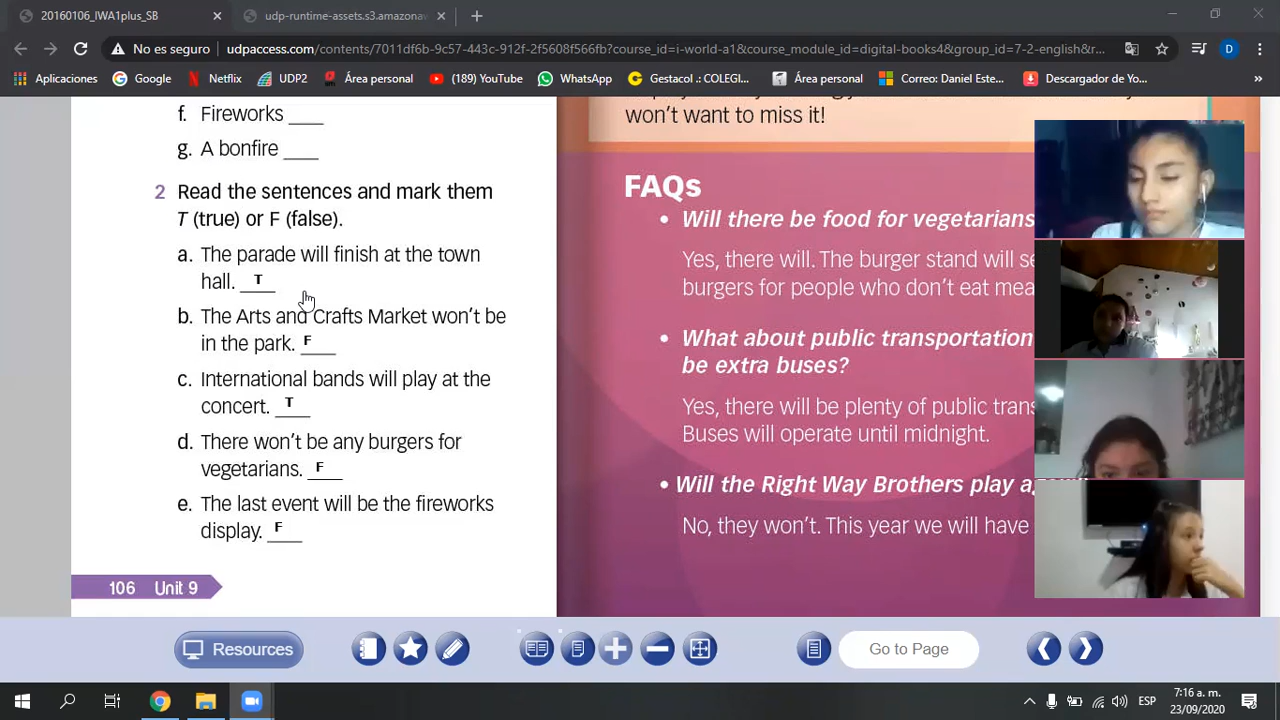 20160106_IWA1plus_SB
udp-runtime-assets.s3.amazonav
No es seguro
udpaccess.com/contents/7011df6b-9c57-443c-912f-2f5608f566fb?course_id=i-world-a1&course_module_id=digital-books4&group_id=7-2-english&r...
D
Aplicaciones
Google
Netflix
UDP2
Área personal
(189) YouTube
WhatsApp
Gestacol .: COLEGI...
Área personal
Correo: Daniel Este...
Descargador de Yo...
»
f. Fireworks ____
g. A bonfire ____
2 Read the sentences and mark them
T (true) or F (false).
a. The parade will finish at the town
hall. T
b. The Arts and Crafts Market won't be
in the park. F
c. International bands will play at the
concert. T
d. There won't be any burgers for
vegetarians. F
e. The last event will be the fireworks
display. F
106 Unit 9
won't want to miss it!
FAQs
• Will there be food for vegetarians
Yes, there will. The burger stand will
burgers for people who don't eat
• What about public transportation
be extra buses?
Yes, there will be plenty of public
Buses will operate until midnight.
• Will the Right Way Brothers play
No, they won't. This year we will have
Resources
Go to Page
ESP
7:16 a. m.
23/09/2020